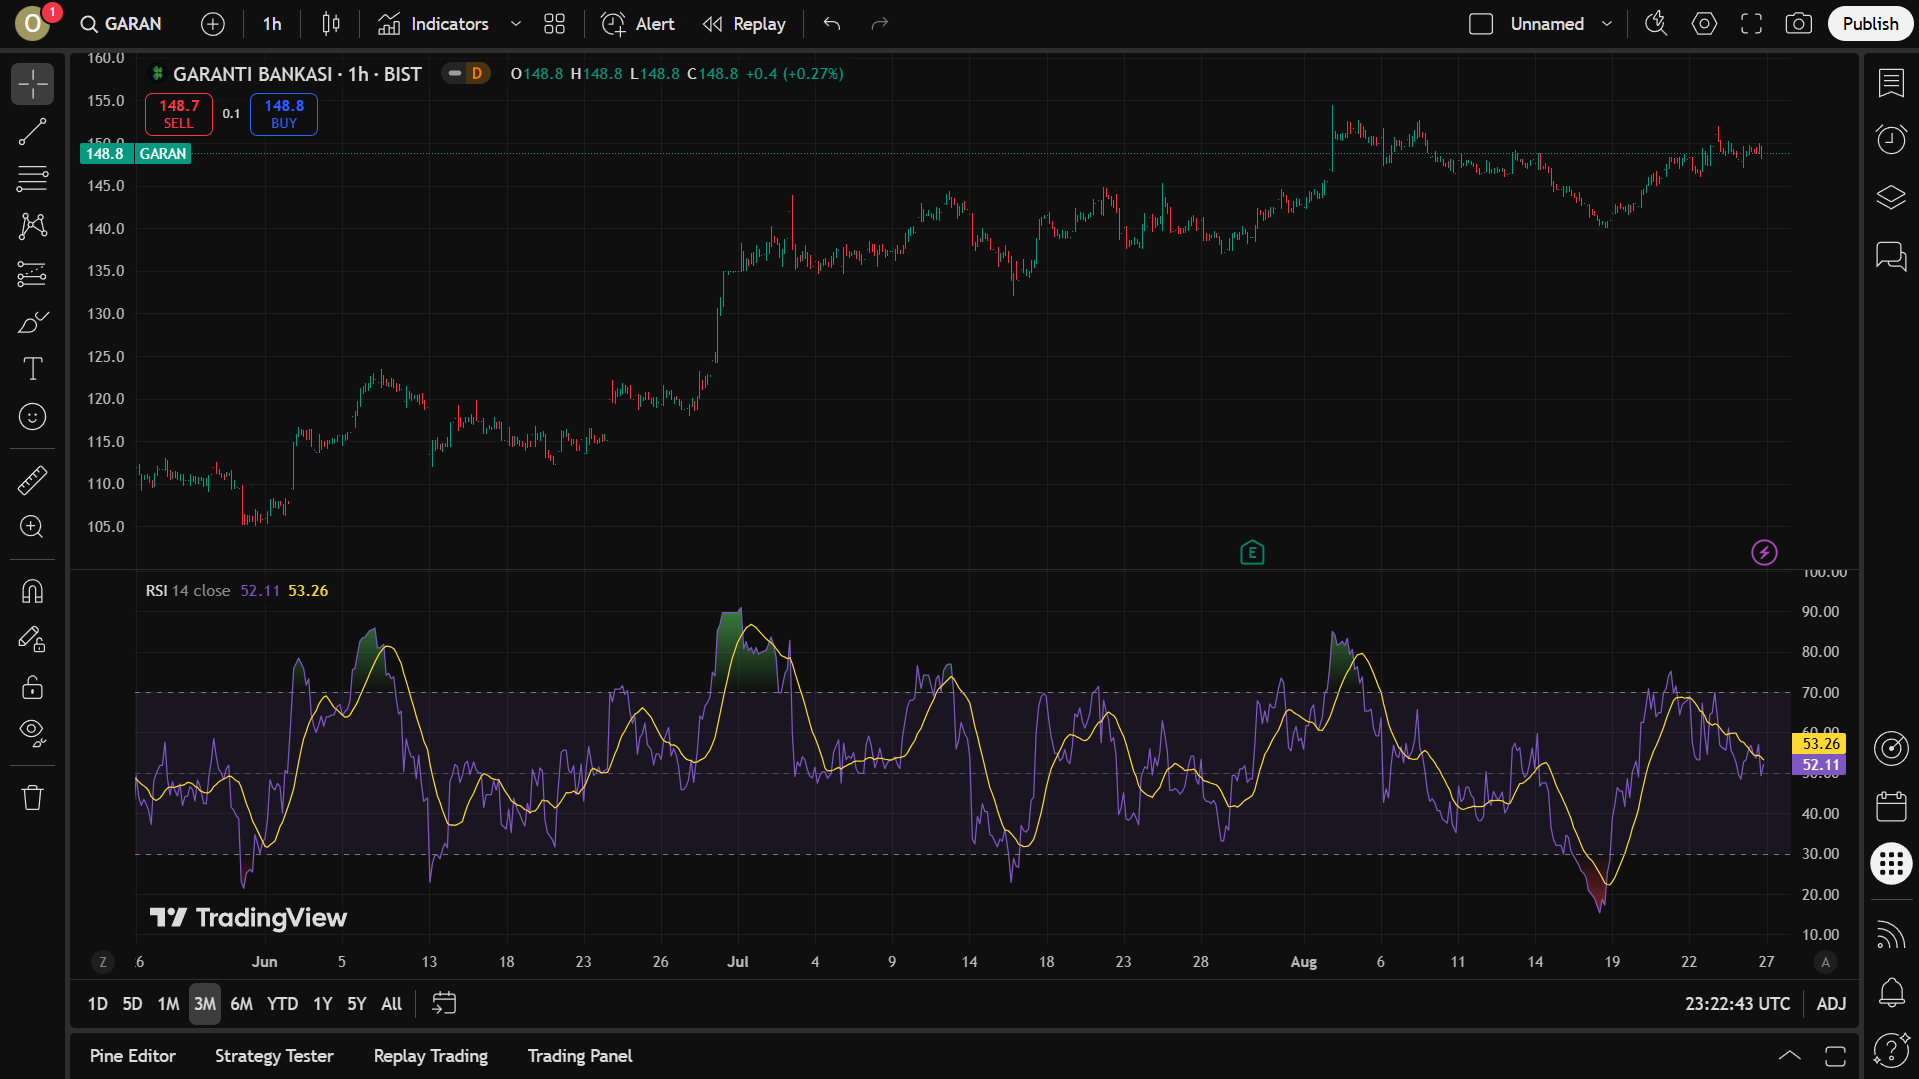 O 1 GARAN 1h Indicators Alert Replay Unnamed Publish
GARANTI BANKASI · 1h · BIST D O148.8 H148.8 L148.8 C148.8 +0.4 (+0.27%)
148.7 SELL 0.1 148.8 BUY
148.8 GARAN
160.0
155.0
150.0
145.0
140.0
135.0
130.0
125.0
120.0
115.0
110.0
105.0
E
RSI 14 close 52.11 53.26
100.00
90.00
80.00
70.00
60.00
53.26
52.11
50.00
40.00
30.00
20.00
10.00
TradingView
Z 26 Jun 5 13 18 23 26 Jul 4 9 14 18 23 28 Aug 6 11 14 19 22 27 A
1D 5D 1M 3M 6M YTD 1Y 5Y All 23:22:43 UTC ADJ
Pine Editor Strategy Tester Replay Trading Trading Panel